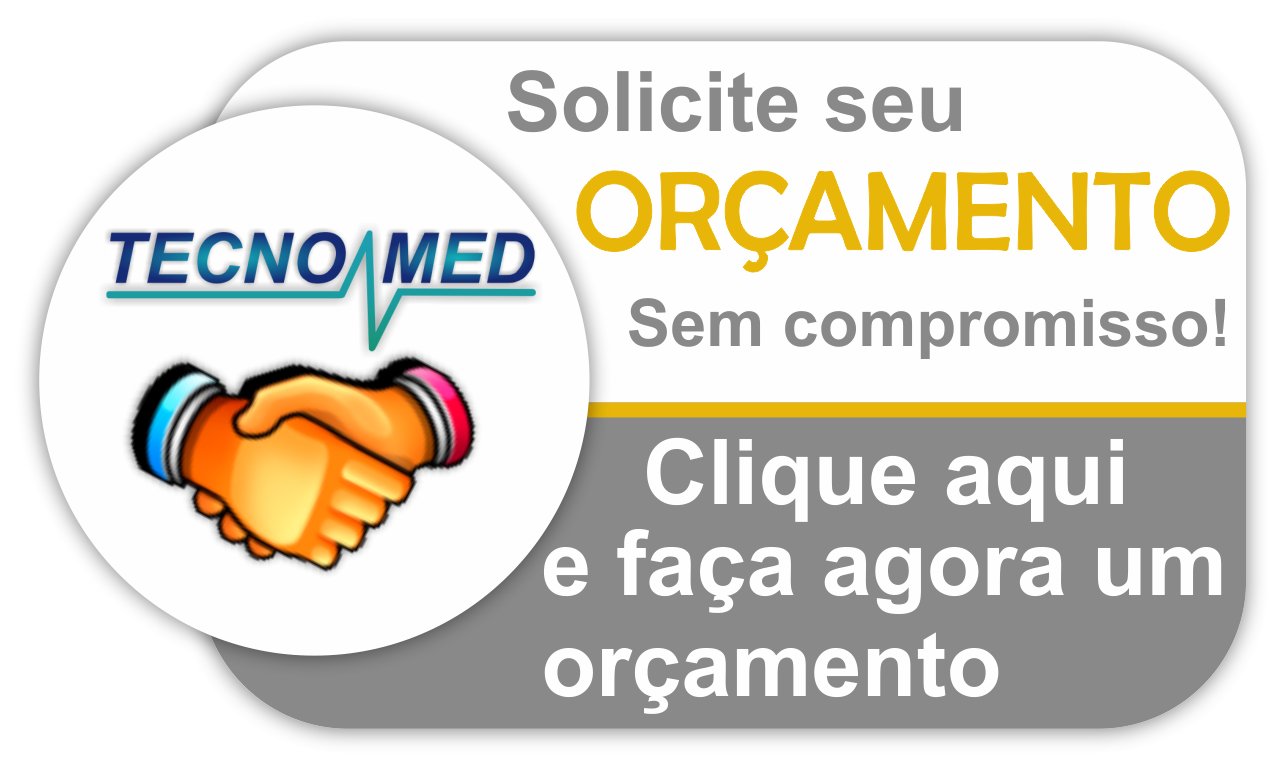 Solicite seu
ORÇAMENTO
Sem compromisso!
TECNOMED
Clique aqui
e faça agora um
orçamento